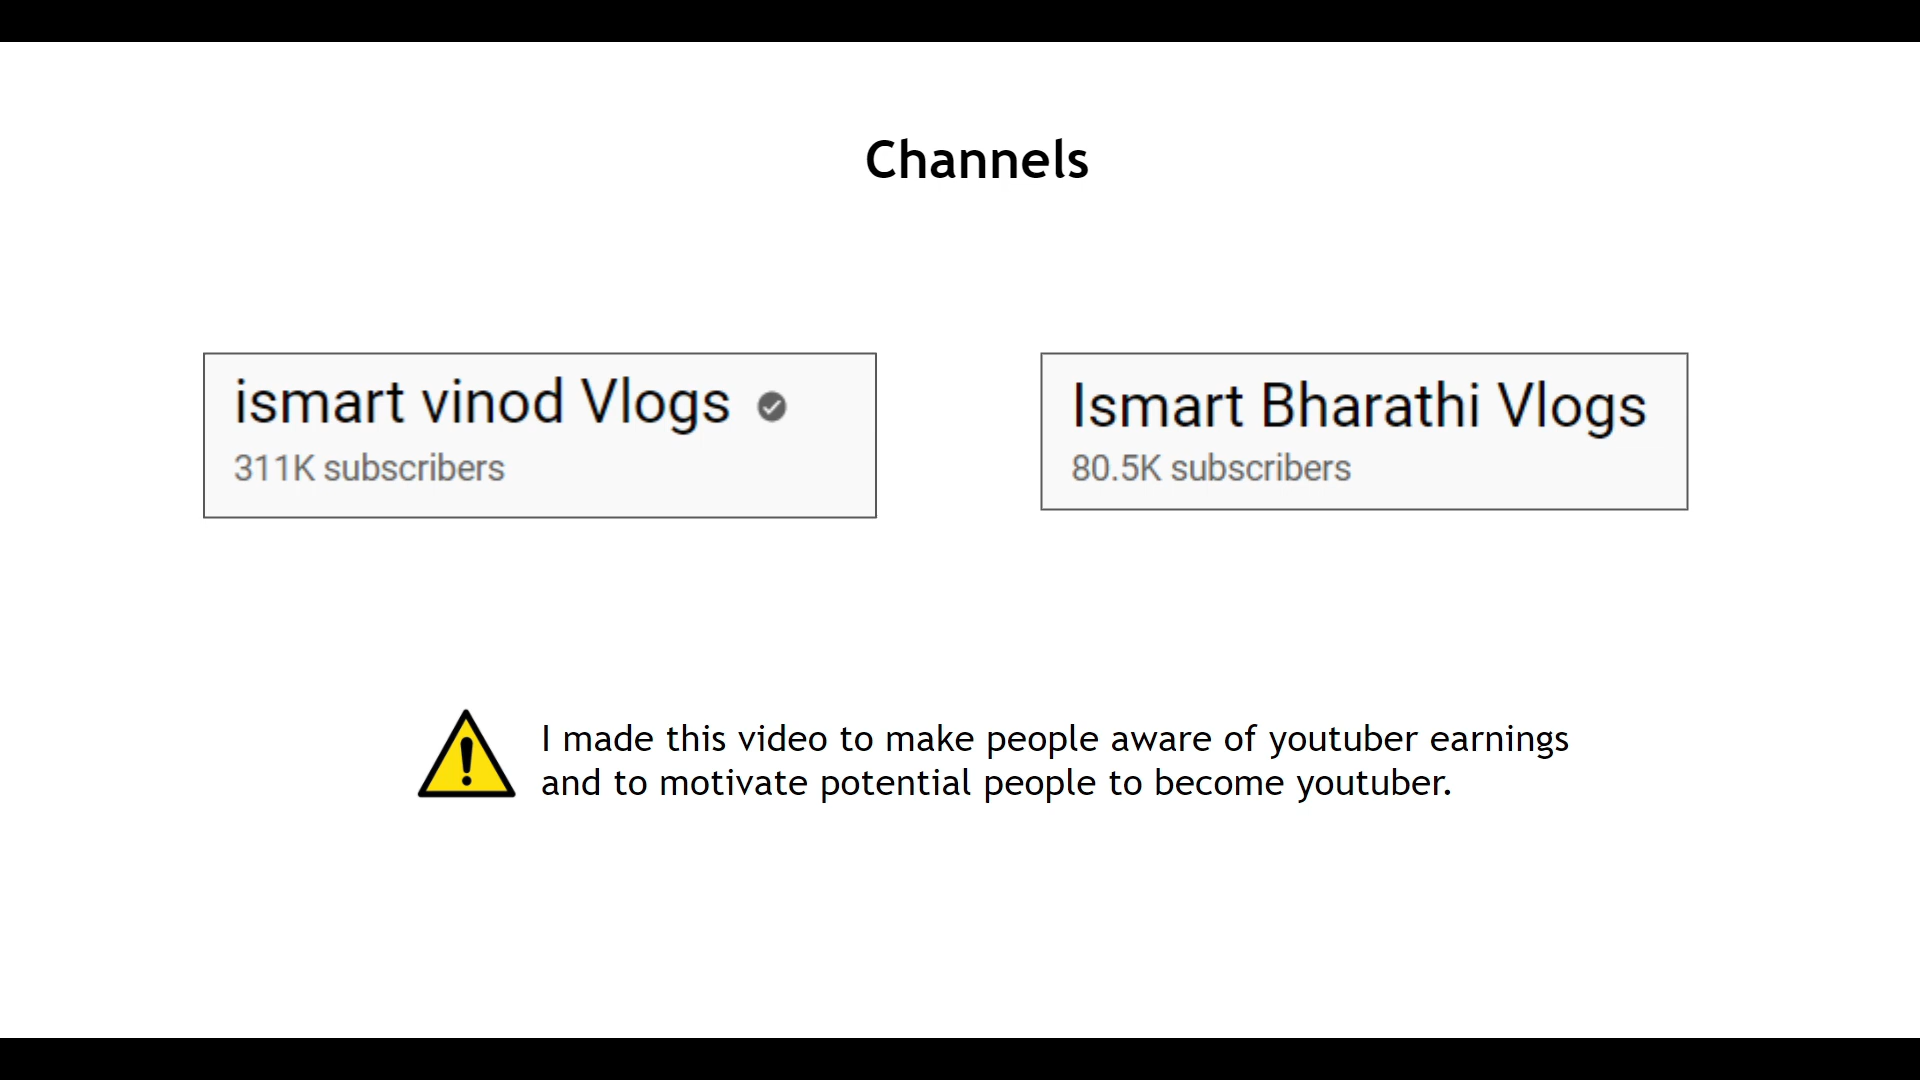 Channels
ismart vinod Vlogs
311K subscribers
Ismart Bharathi Vlogs
80.5K subscribers
I made this video to make people aware of youtuber earnings
and to motivate potential people to become youtuber.